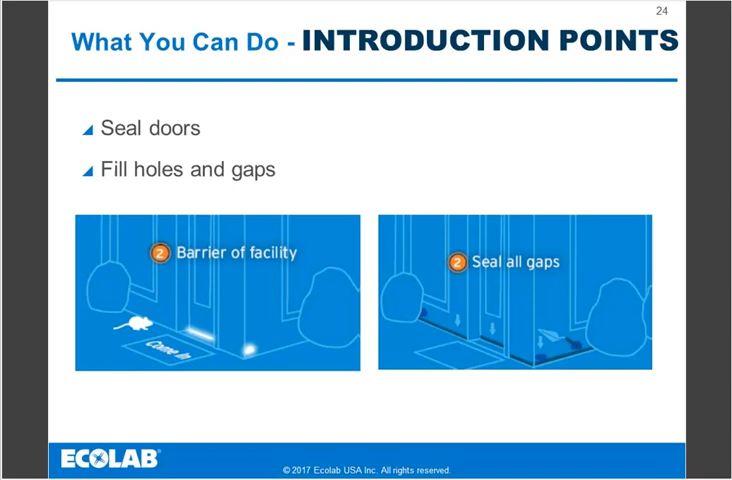 24
What You Can Do - INTRODUCTION POINTS
Seal doors
Fill holes and gaps
2 Barrier of facility
Come In
2 Seal all gaps
ECOLAB®
© 2017 Ecolab USA Inc. All rights reserved.